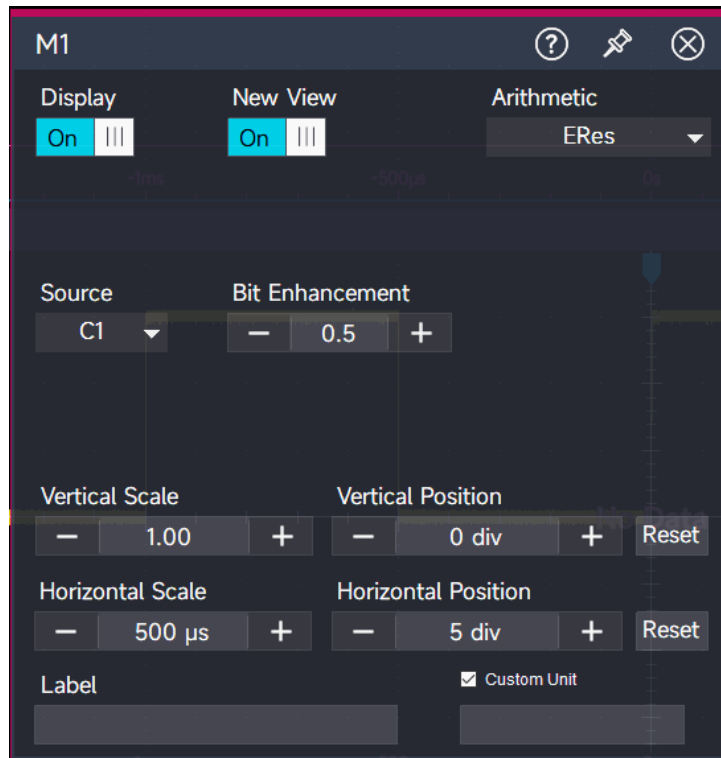 M1
Display New View Arithmetic
On On ERes
-1ms -500μs 0s
Source Bit Enhancement
C1 0.5
Vertical Scale Vertical Position
1.00 0 div Reset
No Data
Horizontal Scale Horizontal Position
500 μs 5 div Reset
Label Custom Unit